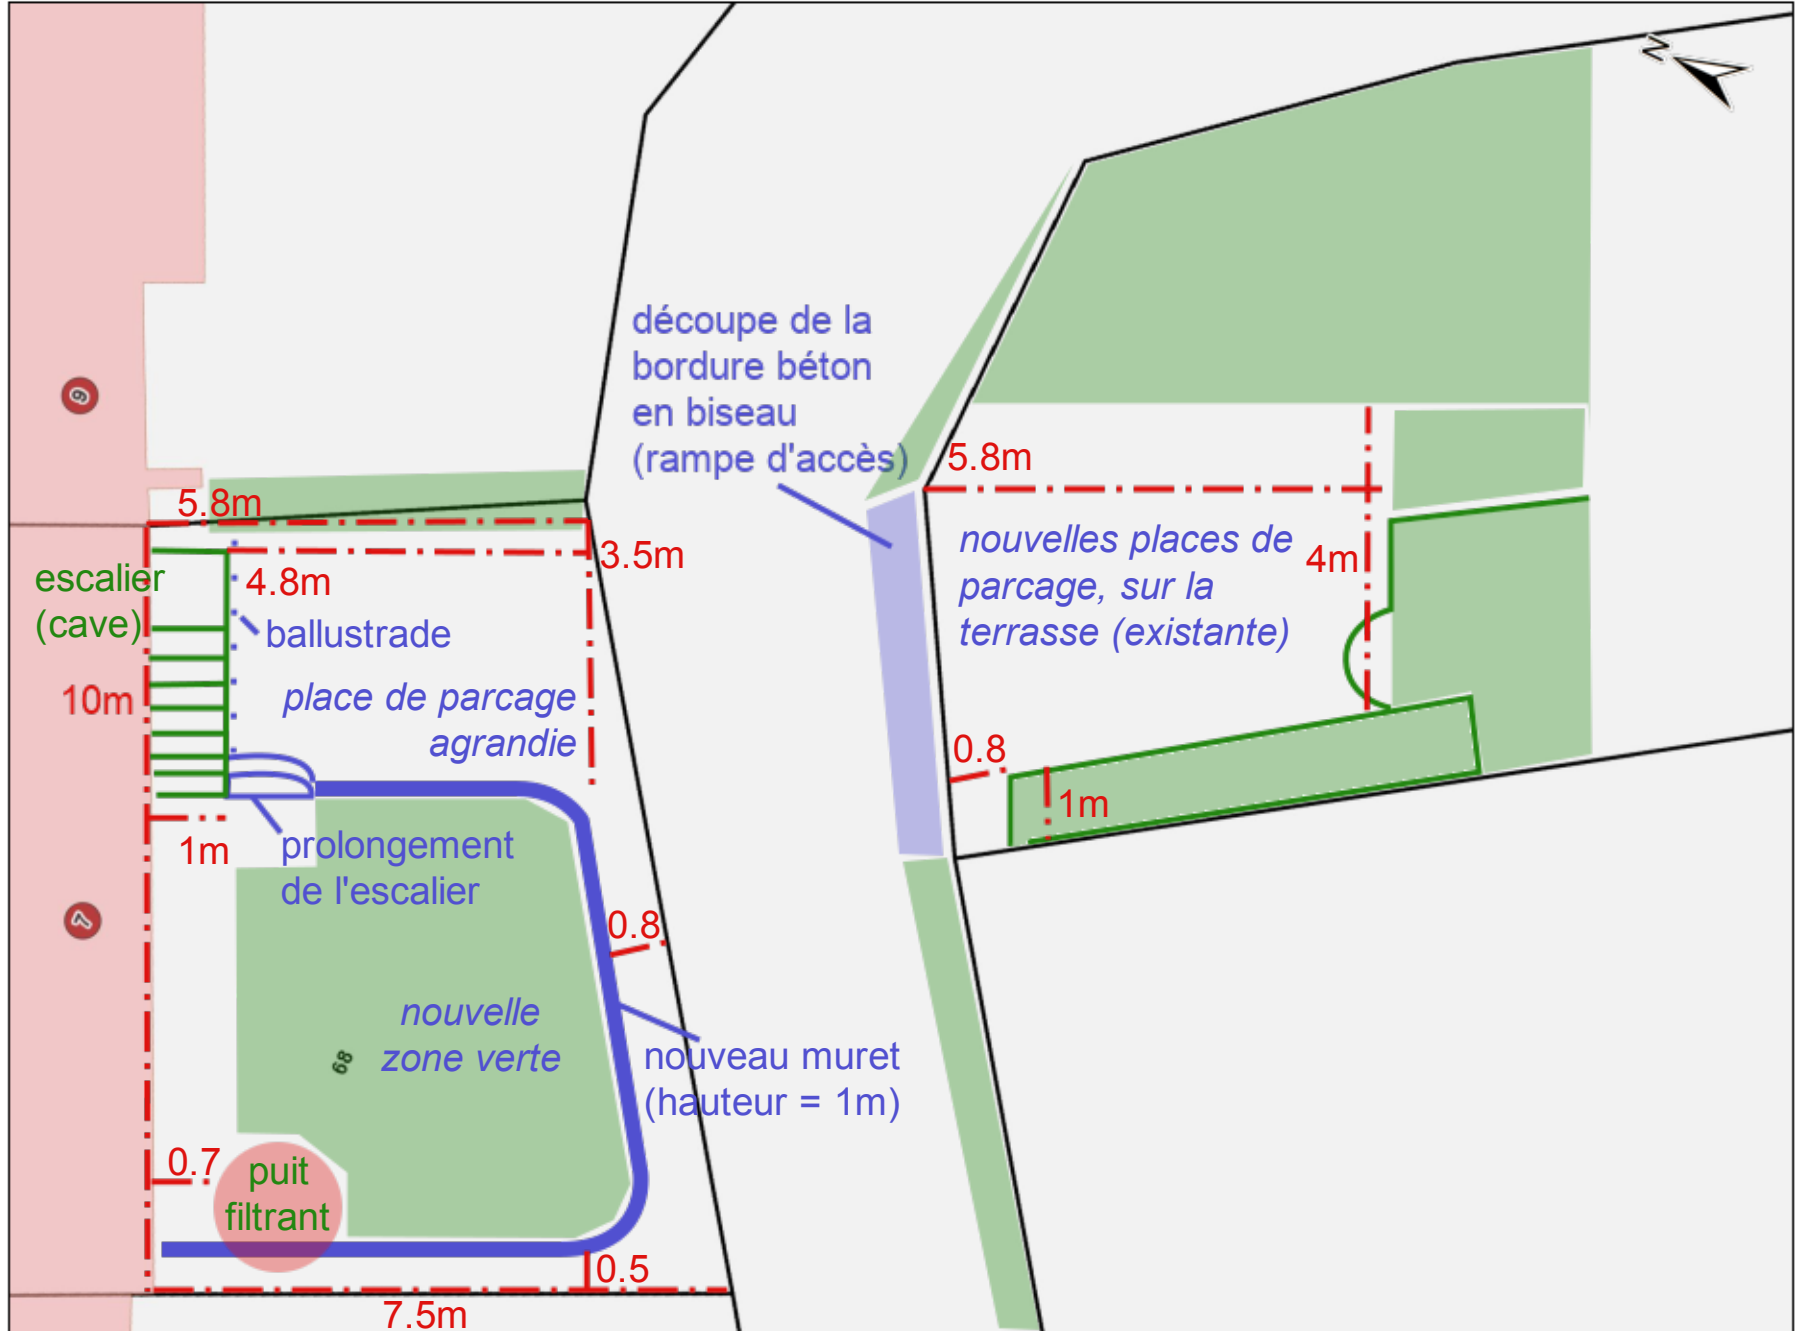 N
découpe de la
bordure béton
en biseau
(rampe d'accès)
9
5.8m
5.8m
3.5m
4.8m
escalier
(cave)
ballustrade
nouvelles places de
parcage, sur la
terrasse (existante)
4m
10m
place de parcage
agrandie
0.8
1m
1m
prolongement
de l'escalier
7
0.8
nouvelle
zone verte
68
nouveau muret
(hauteur = 1m)
0.7
puit
filtrant
0.5
7.5m